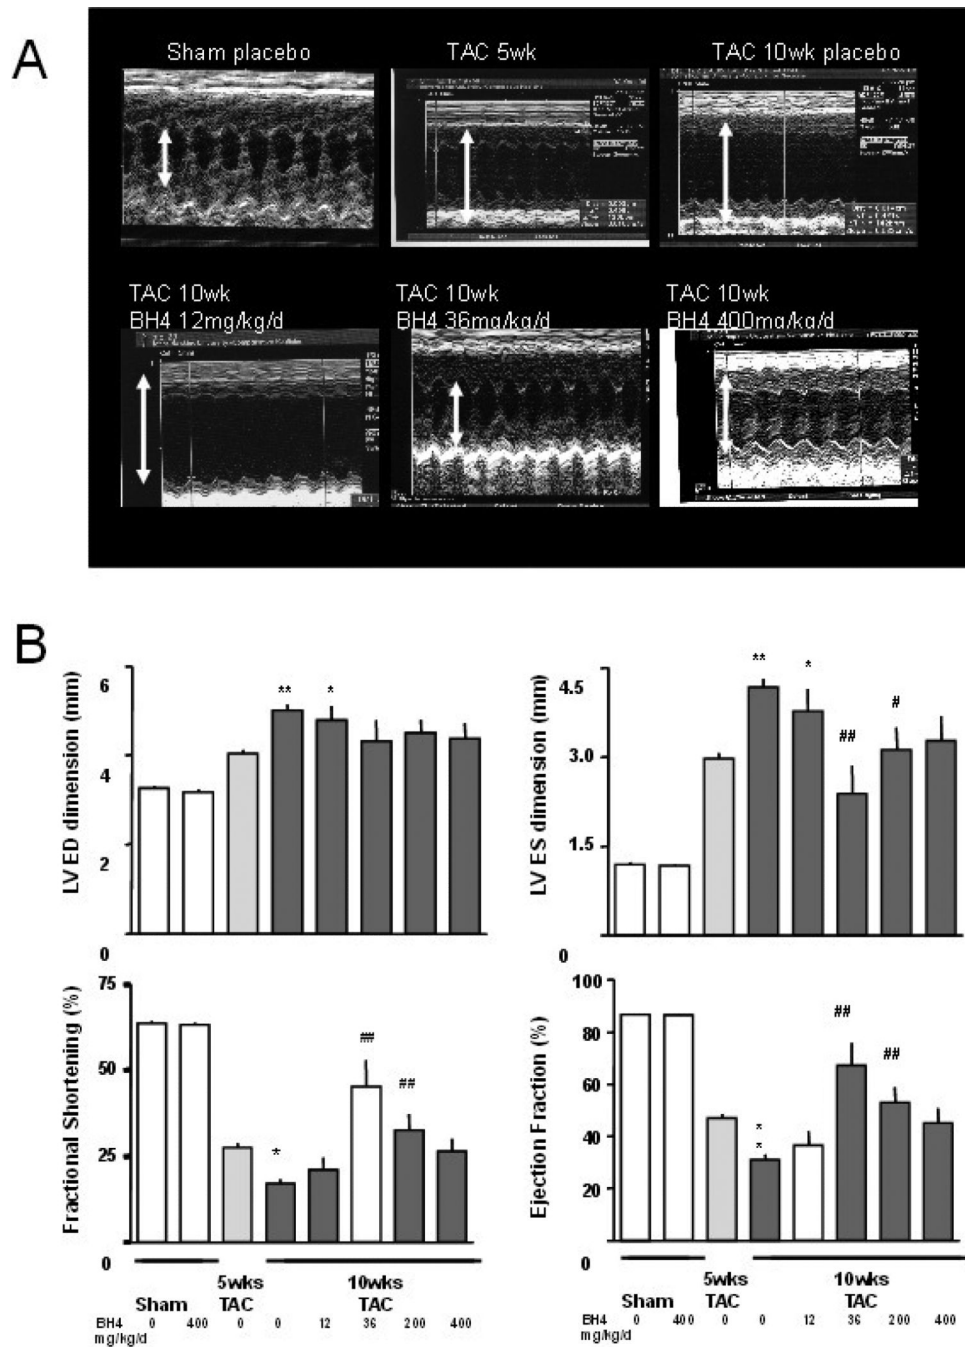 A
Sham placebo
TAC 5wk
TAC 10wk placebo
TAC 10wk
BH4 12mg/kg/d
TAC 10wk
BH4 36mg/kg/d
TAC 10wk
BH4 400mg/kg/d
B
LV ED dimension (mm)
6
4
2
0
** *
LV ES dimension (mm)
4.5
3.0
1.5
0
** * ## #
Fractional Shortening (%)
75
50
25
0
* ## ##
Sham
5wks
TAC
10wks
TAC
BH4 0 400 0 0 12 36 200 400
mg/kg/d
Ejection Fraction (%)
100
80
60
40
20
0
* * ## ##
Sham
5wks
TAC
10wks
TAC
BH4 0 400 0 0 12 36 200 400
mg/kg/d